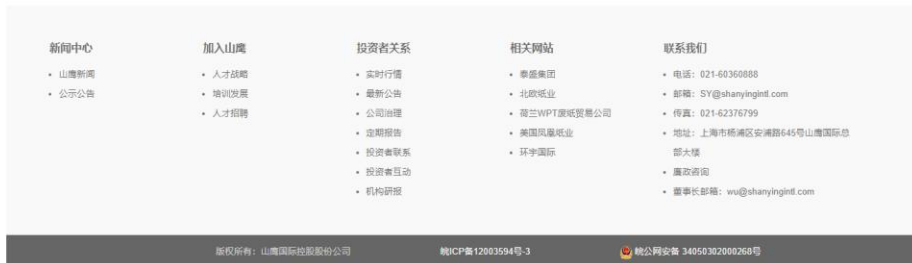 新闻中心
山鹰新闻
公示公告
加入山鹰
人才战略
培训发展
人才招聘
投资者关系
实时行情
最新公告
公司治理
定期报告
投资者联系
投资者互动
机构研报
相关网站
泰盛集团
北欧纸业
荷兰WPT废纸贸易公司
美国凤凰纸业
环宇国际
联系我们
电话：021-60360888
邮箱：SY@shanyingintl.com
传真：021-62376799
地址：上海市杨浦区安浦路645号山鹰国际总
部大楼
廉政咨询
董事长邮箱：wu@shanyingintl.com
版权所有：山鹰国际控股股份公司
皖ICP备12003594号-3
皖公网安备 34050302000268号